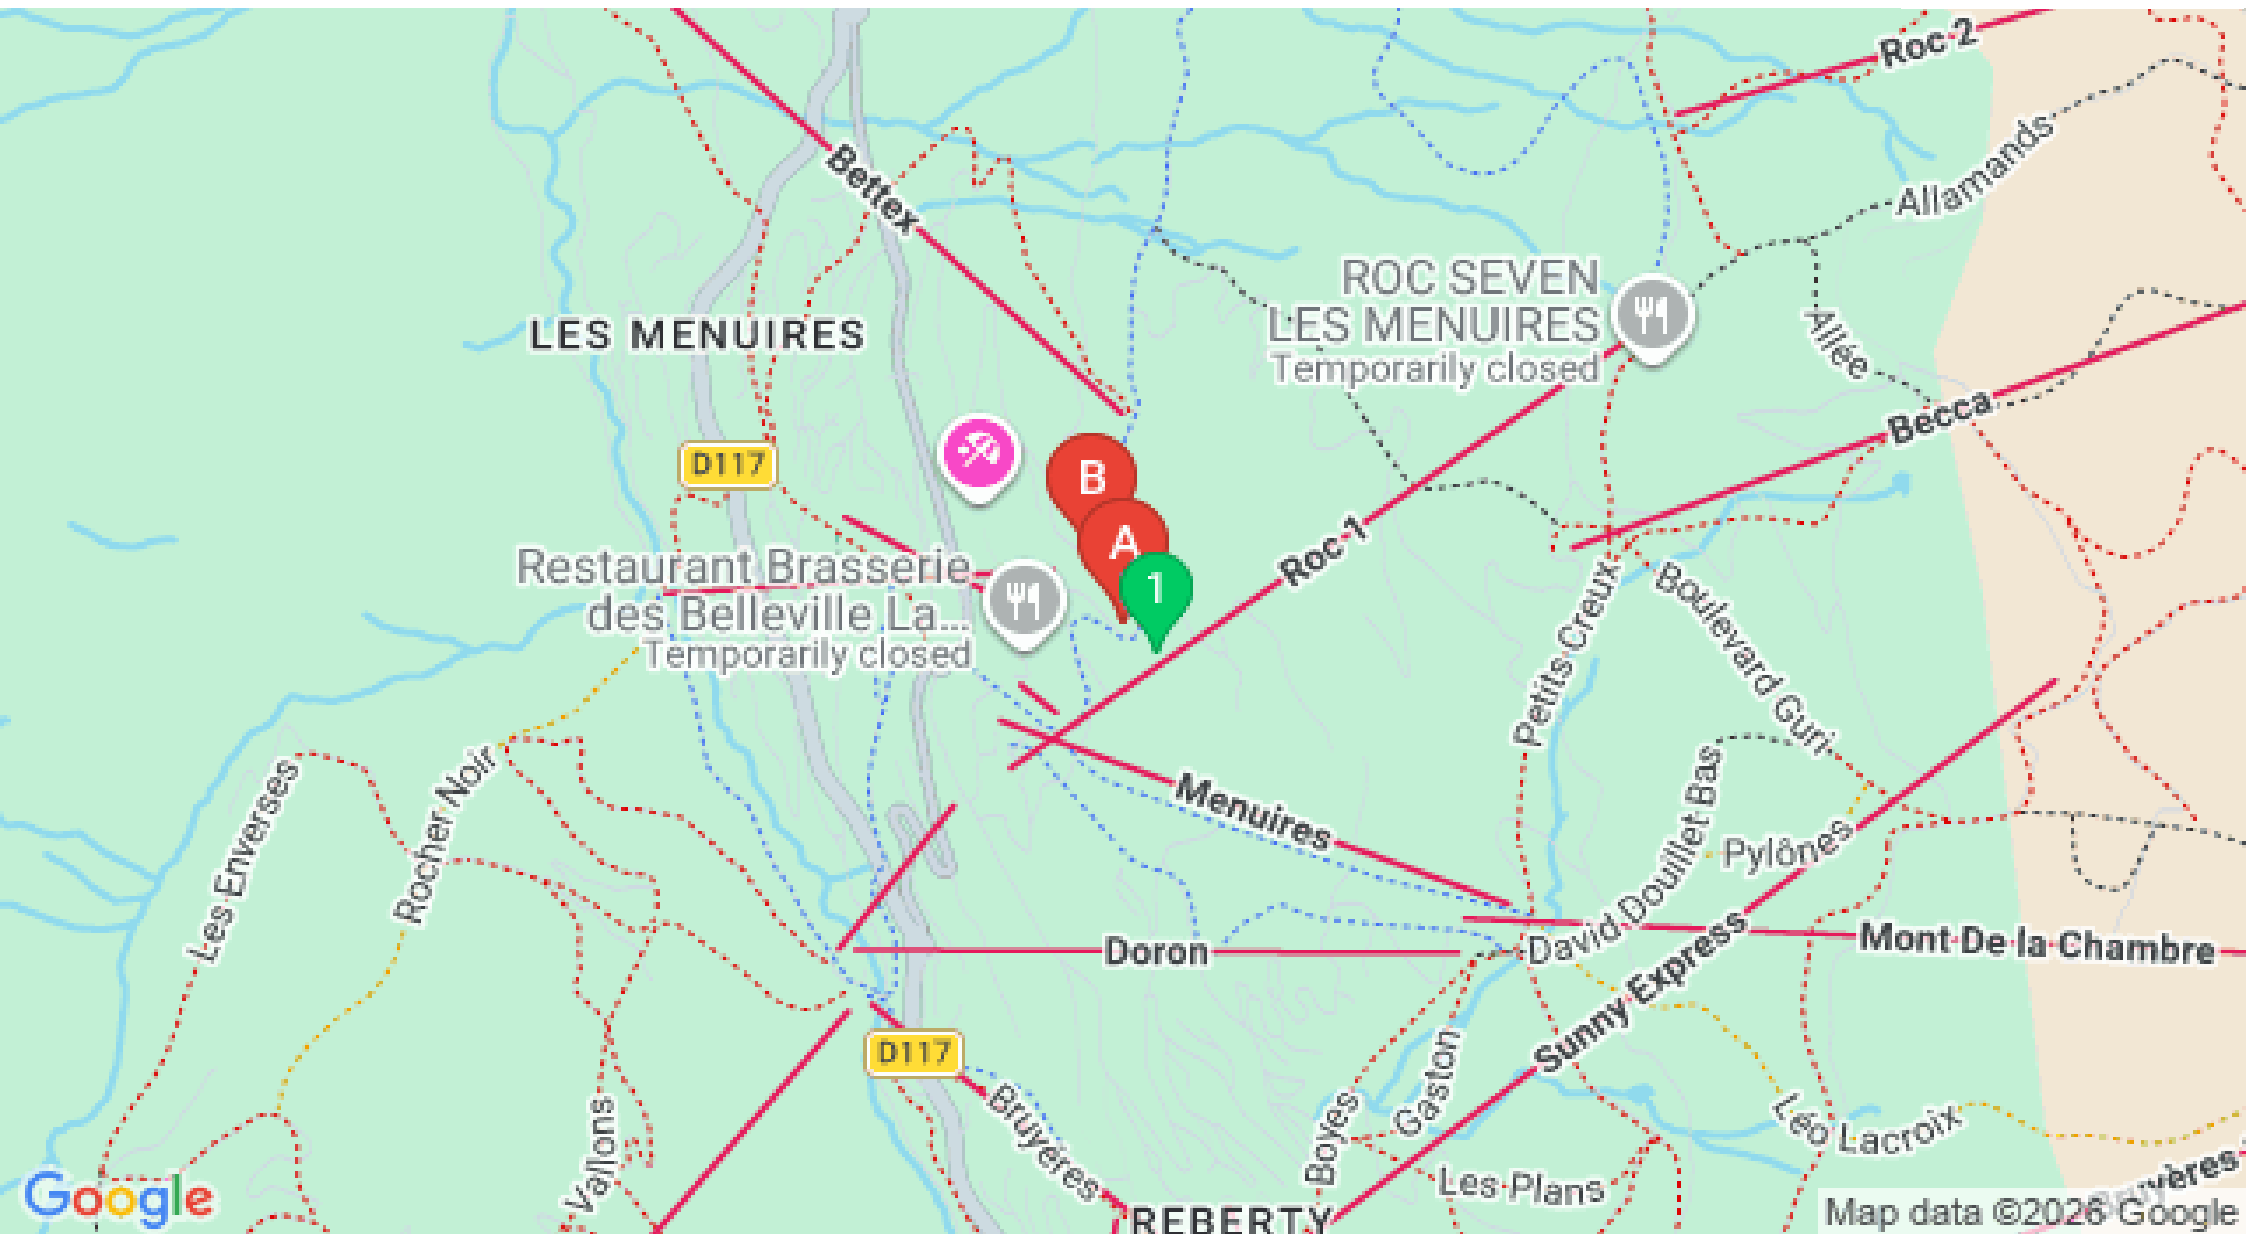 Roc 2
Bettex
Allamands
ROC SEVEN
LES MENUIRES
Temporarily closed
LES MENUIRES
Allée
Becca
D117
B
A
1
Roc 1
Restaurant Brasserie
des Belleville La...
Temporarily closed
Petits Creux
Boulevard Guri
Les Enverses
Rocher Noir
Menuires
David Douillet Bas
Pylônes
Doron
Mont De la Chambre
Sunny Express
D117
Bruyères
Gaston
Boyes
Léo Lacroix
Vallons
Les Plans
REBERTY
Bruyères
Google
Map data ©2026 Google